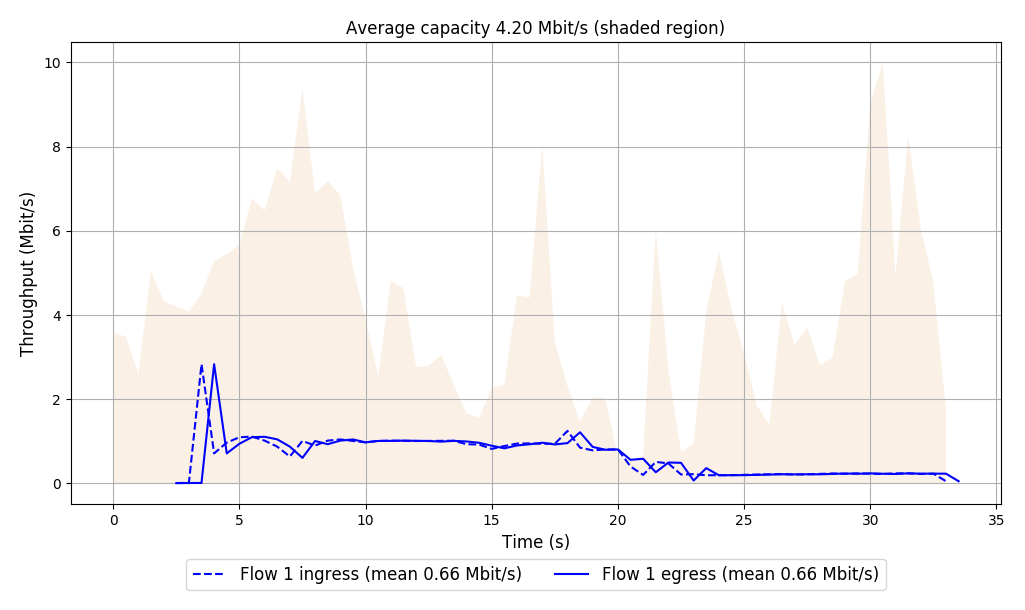 Average capacity 4.20 Mbit/s (shaded region)
Throughput (Mbit/s)
10
8
6
4
2
0
0 5 10 15 20 25 30 35
Time (s)
Flow 1 ingress (mean 0.66 Mbit/s) Flow 1 egress (mean 0.66 Mbit/s)